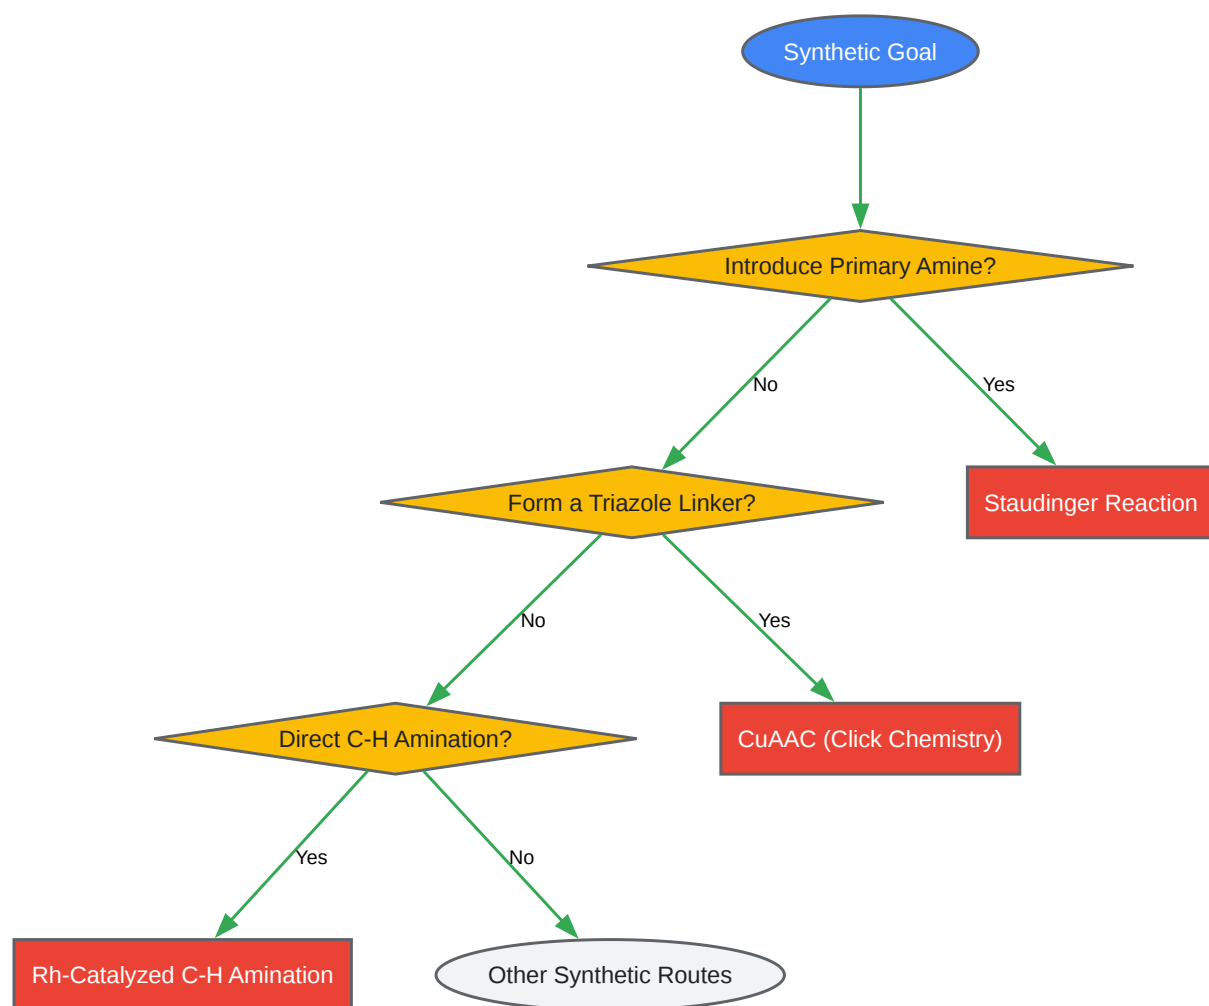 Synthetic Goal
Introduce Primary Amine?
No
Yes
Form a Triazole Linker?
Staudinger Reaction
No
Yes
Direct C-H Amination?
CuAAC (Click Chemistry)
Yes
No
Rh-Catalyzed C-H Amination
Other Synthetic Routes